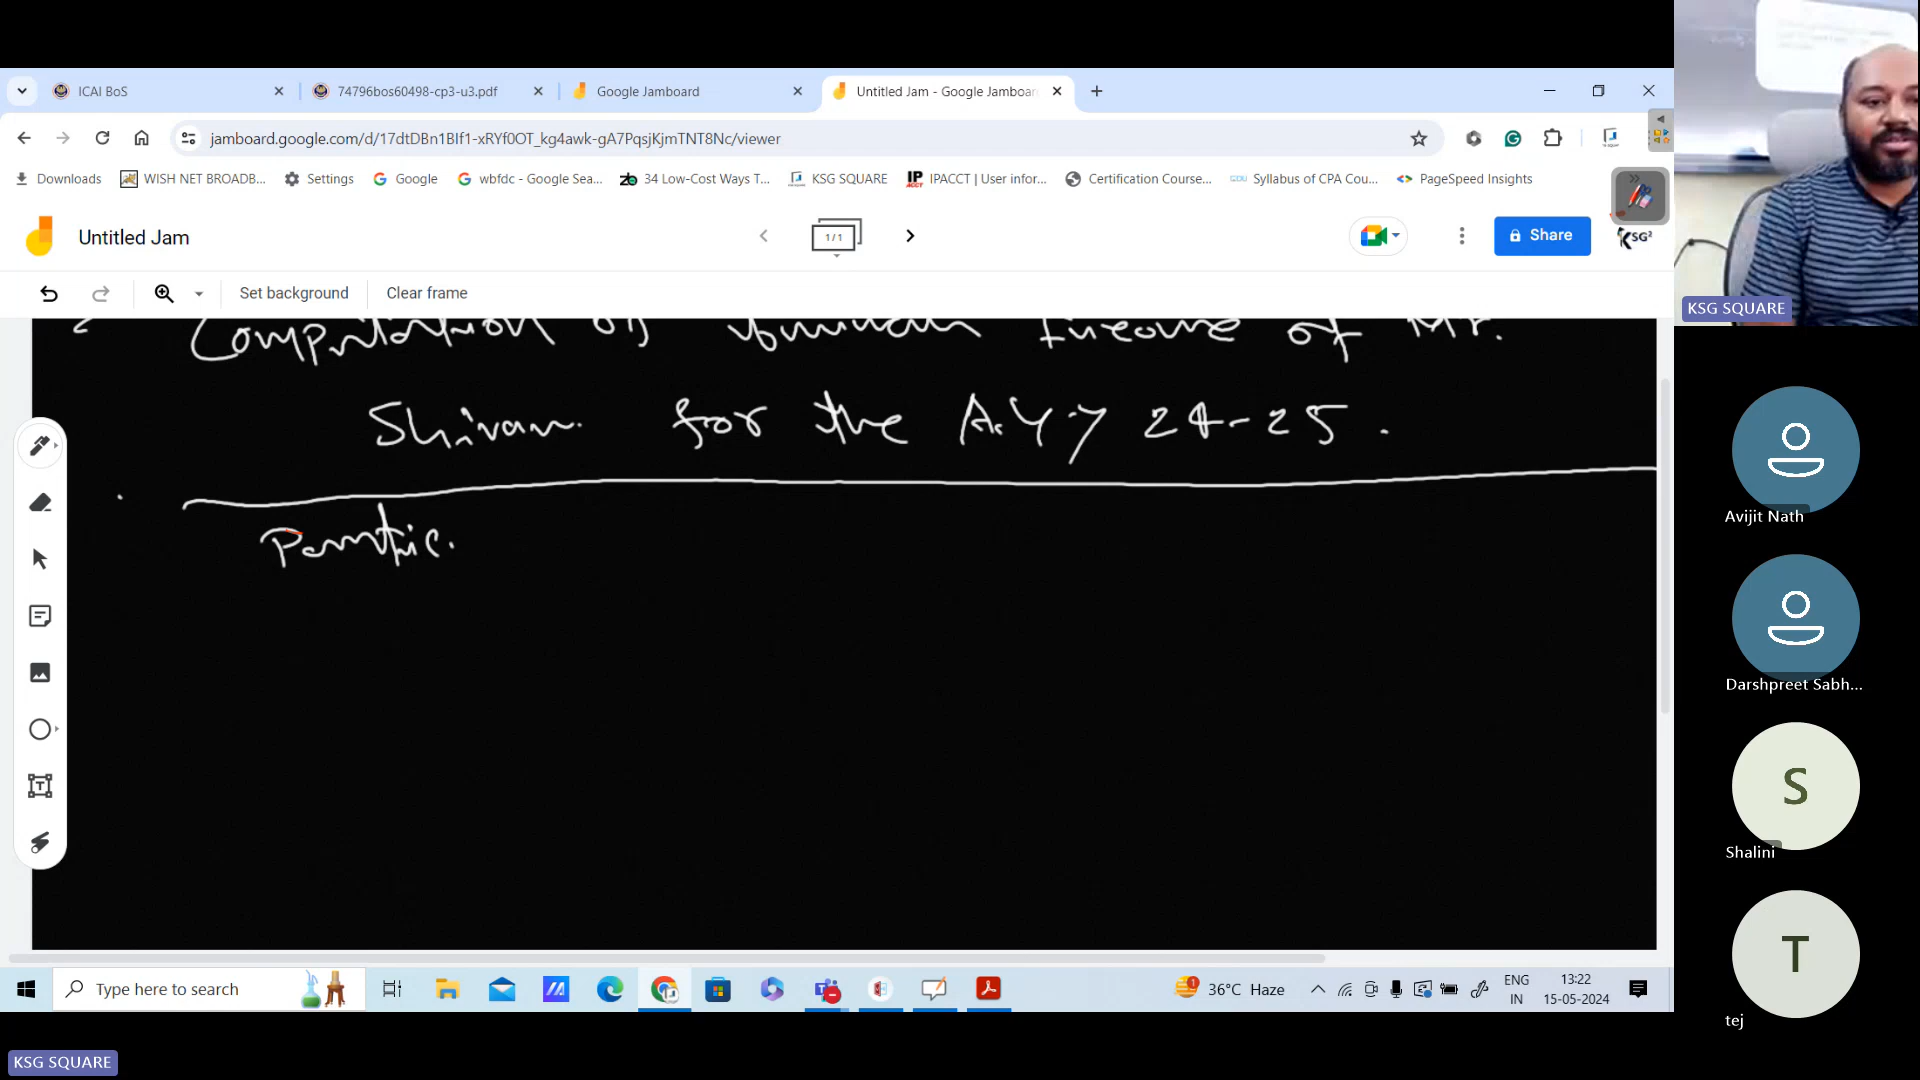 ICAI BoS
74796bos60498-cp3-u3.pdf
Google Jamboard
Untitled Jam - Google Jamboar
jamboard.google.com/d/17dtDBn1BIf1-xRYf0OT_kg4awk-gA7PqsjKjmTNT8Nc/viewer
Downloads
WISH NET BROADB...
Settings
Google
wbfdc - Google Sea...
34 Low-Cost Ways T...
KSG SQUARE
IPACCT | User infor...
Certification Course...
Syllabus of CPA Cou...
PageSpeed Insights
Untitled Jam
1 / 1
Share
KSG²
Set background
Clear frame
Computation of Income of Mr.
Shivam for the A.Y 24-25.
KSG SQUARE
Avijit Nath
Darshpreet Sabh...
S
Shalini
T
tej
Type here to search
36°C Haze
ENG
IN
13:22
15-05-2024
KSG SQUARE